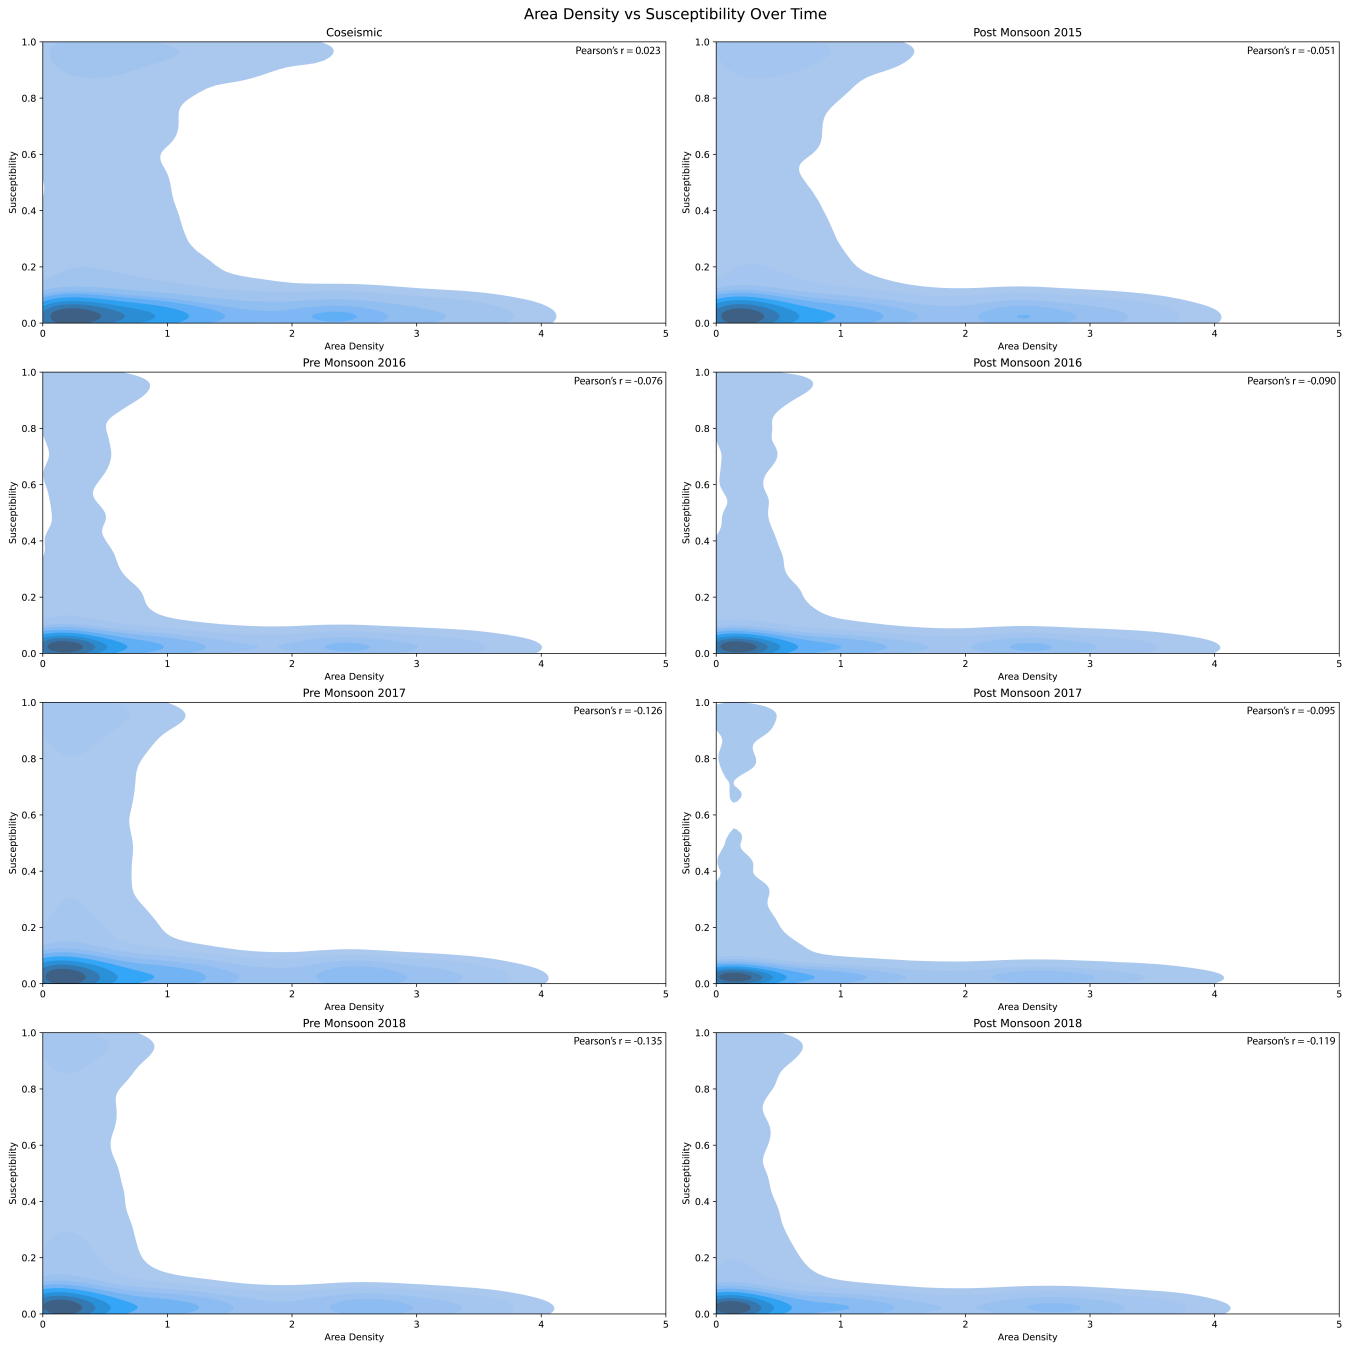 Area Density vs Susceptibility Over Time
Coseismic
Pearson's r = 0.023
1.0
0.8
0.6
0.4
0.2
0.0
Susceptibility
0 1 2 3 4 5
Area Density
Post Monsoon 2015
Pearson's r = -0.051
1.0
0.8
0.6
0.4
0.2
0.0
Susceptibility
0 1 2 3 4 5
Area Density
Pre Monsoon 2016
Pearson's r = -0.076
1.0
0.8
0.6
0.4
0.2
0.0
Susceptibility
0 1 2 3 4 5
Area Density
Post Monsoon 2016
Pearson's r = -0.090
1.0
0.8
0.6
0.4
0.2
0.0
Susceptibility
0 1 2 3 4 5
Area Density
Pre Monsoon 2017
Pearson's r = -0.126
1.0
0.8
0.6
0.4
0.2
0.0
Susceptibility
0 1 2 3 4 5
Area Density
Post Monsoon 2017
Pearson's r = -0.095
1.0
0.8
0.6
0.4
0.2
0.0
Susceptibility
0 1 2 3 4 5
Area Density
Pre Monsoon 2018
Pearson's r = -0.135
1.0
0.8
0.6
0.4
0.2
0.0
Susceptibility
0 1 2 3 4 5
Area Density
Post Monsoon 2018
Pearson's r = -0.119
1.0
0.8
0.6
0.4
0.2
0.0
Susceptibility
0 1 2 3 4 5
Area Density